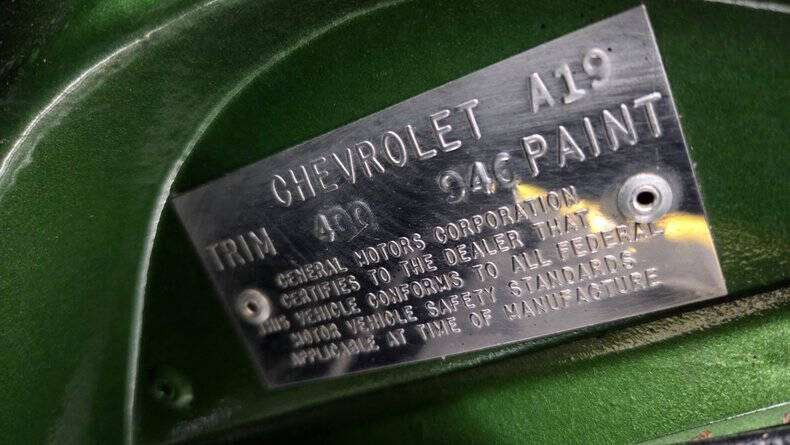 CHEVROLET A19
TRIM 400 946 PAINT
GENERAL MOTORS CORPORATION
CERTIFIES TO THE DEALER THAT
THIS VEHICLE CONFORMS TO ALL FEDERAL
MOTOR VEHICLE SAFETY STANDARDS
APPLICABLE AT TIME OF MANUFACTURE